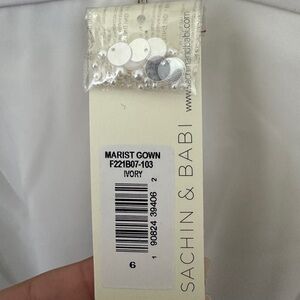 MARIST GOWN
F221B07-103
IVORY
1 90824 39406 2
6
SACHIN & BABI
www.sachinandbabi.com